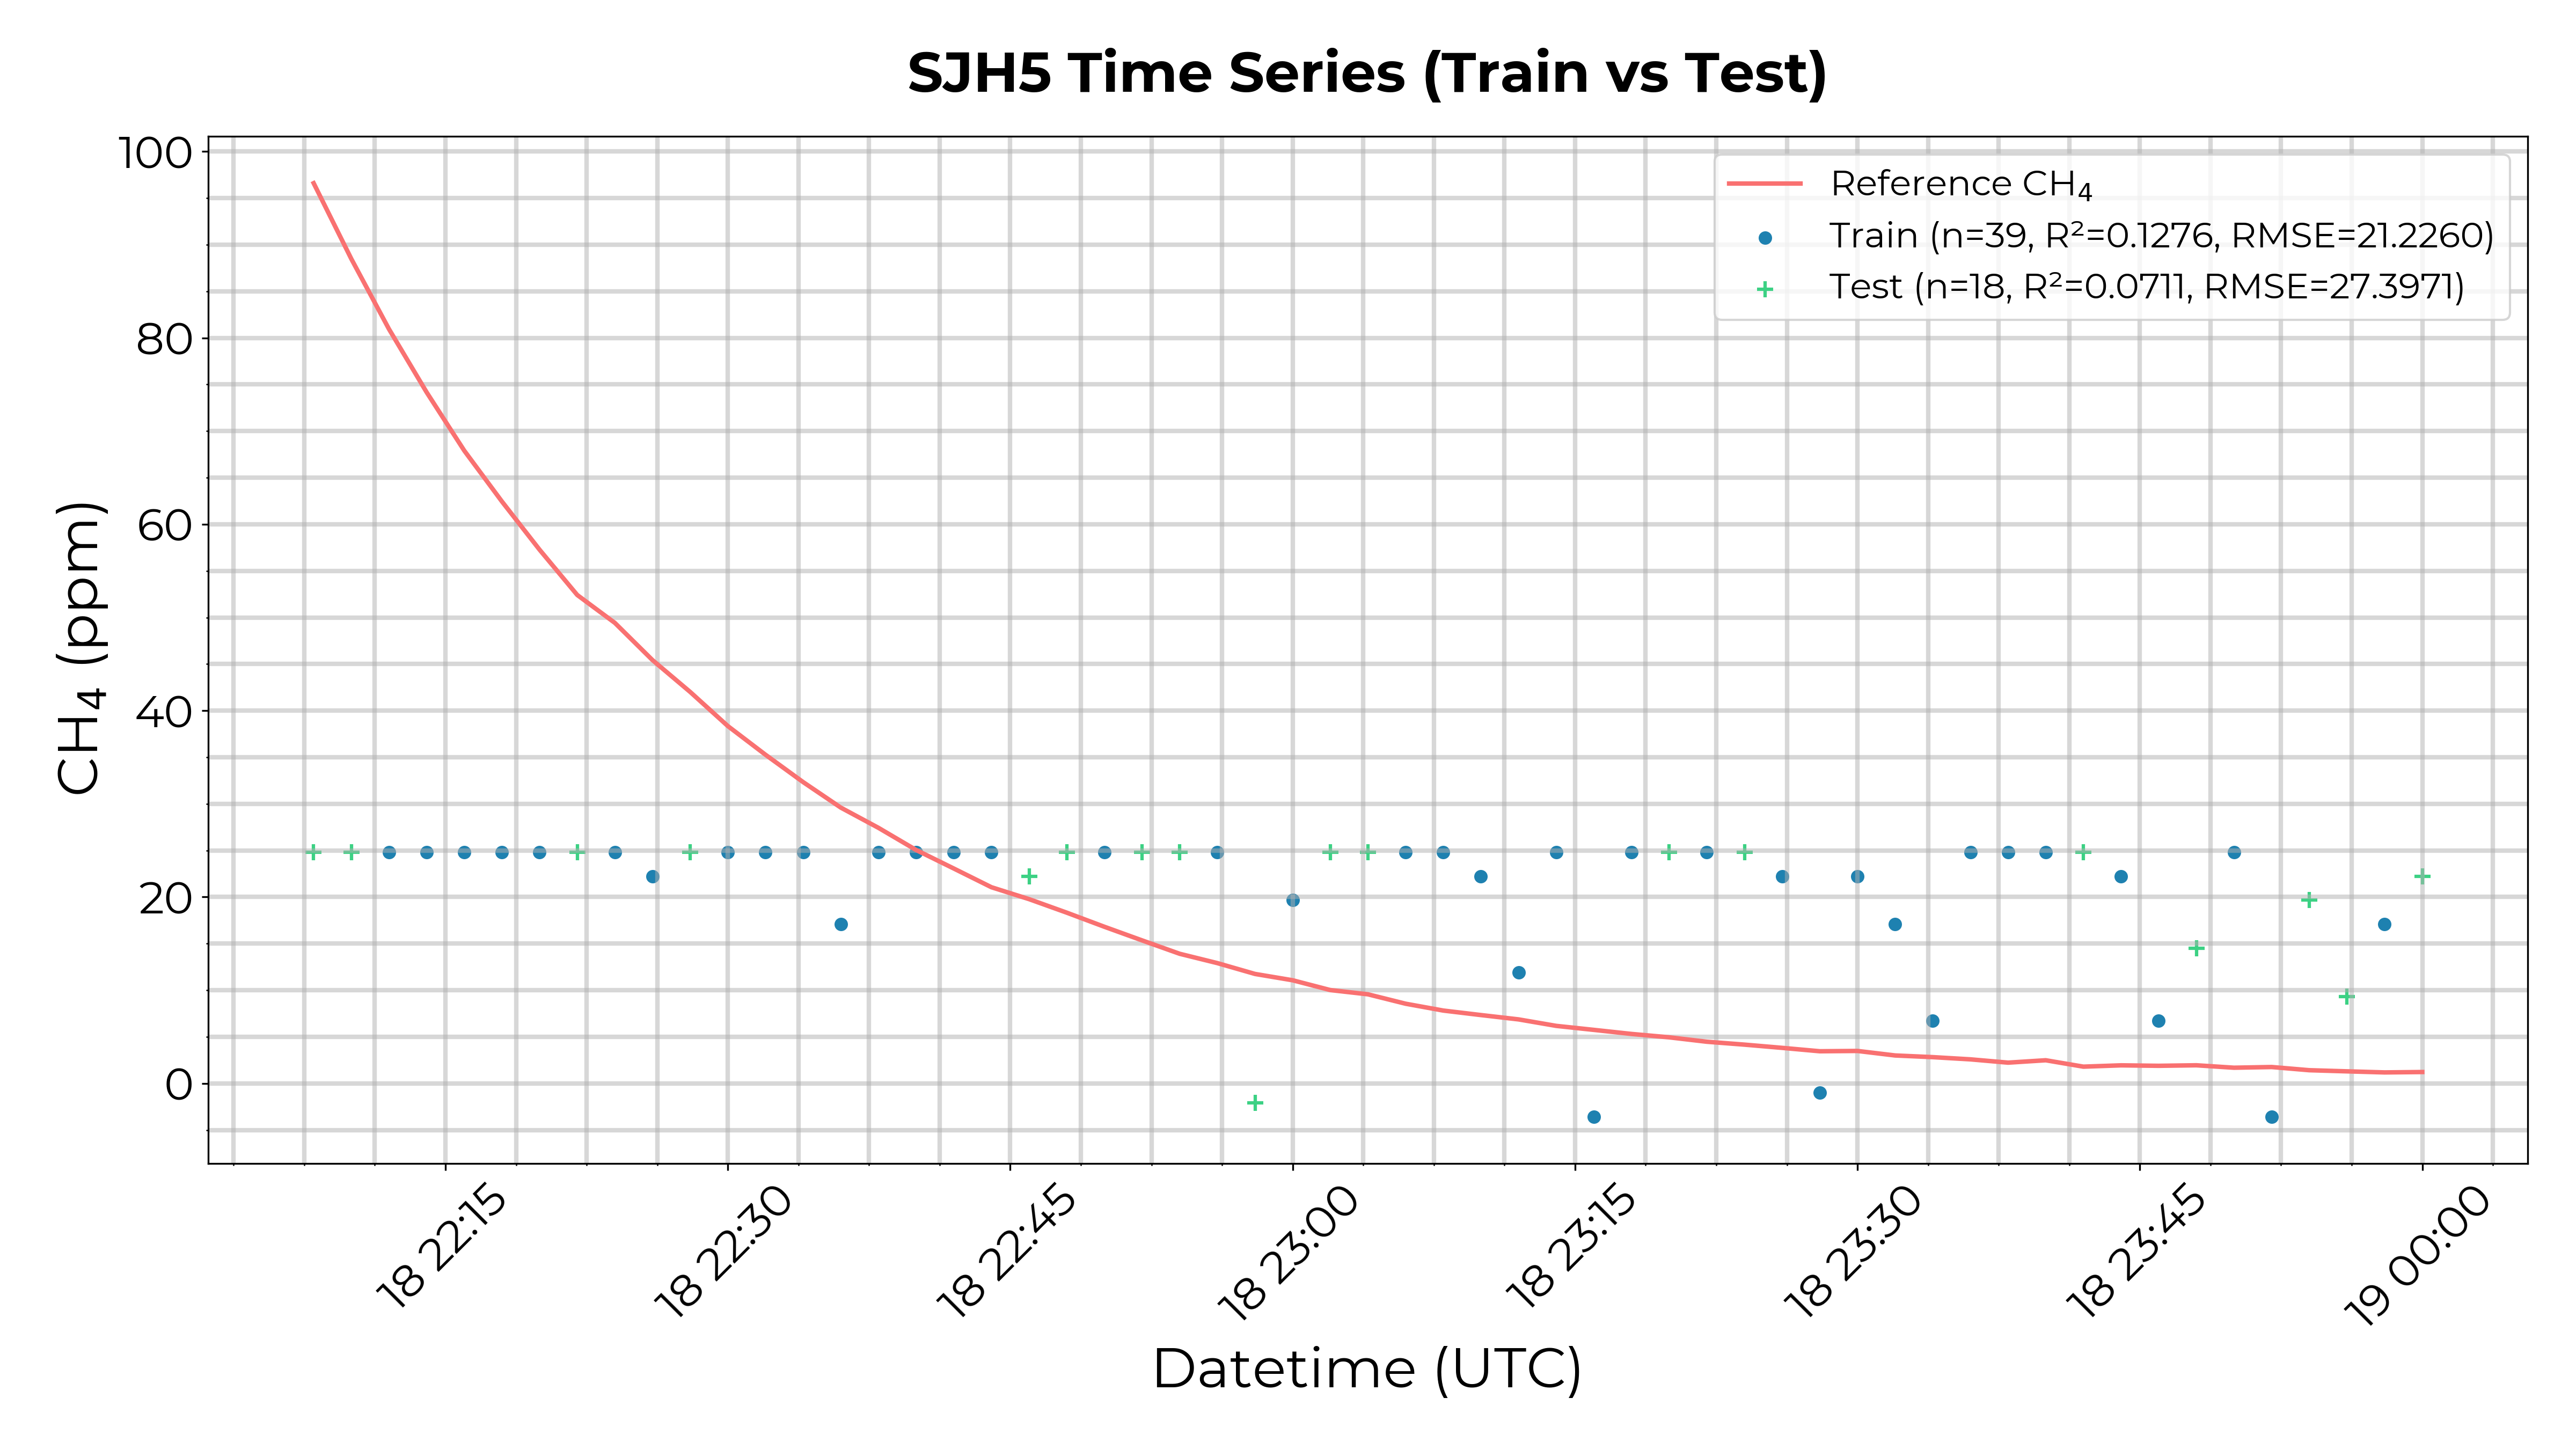 SJH5 Time Series (Train vs Test)
Reference CH₄
Train (n=39, R²=0.1276, RMSE=21.2260)
Test (n=18, R²=0.0711, RMSE=27.3971)
CH₄ (ppm)
100
80
60
40
20
0
18 22:15
18 22:30
18 22:45
18 23:00
18 23:15
18 23:30
18 23:45
19 00:00
Datetime (UTC)